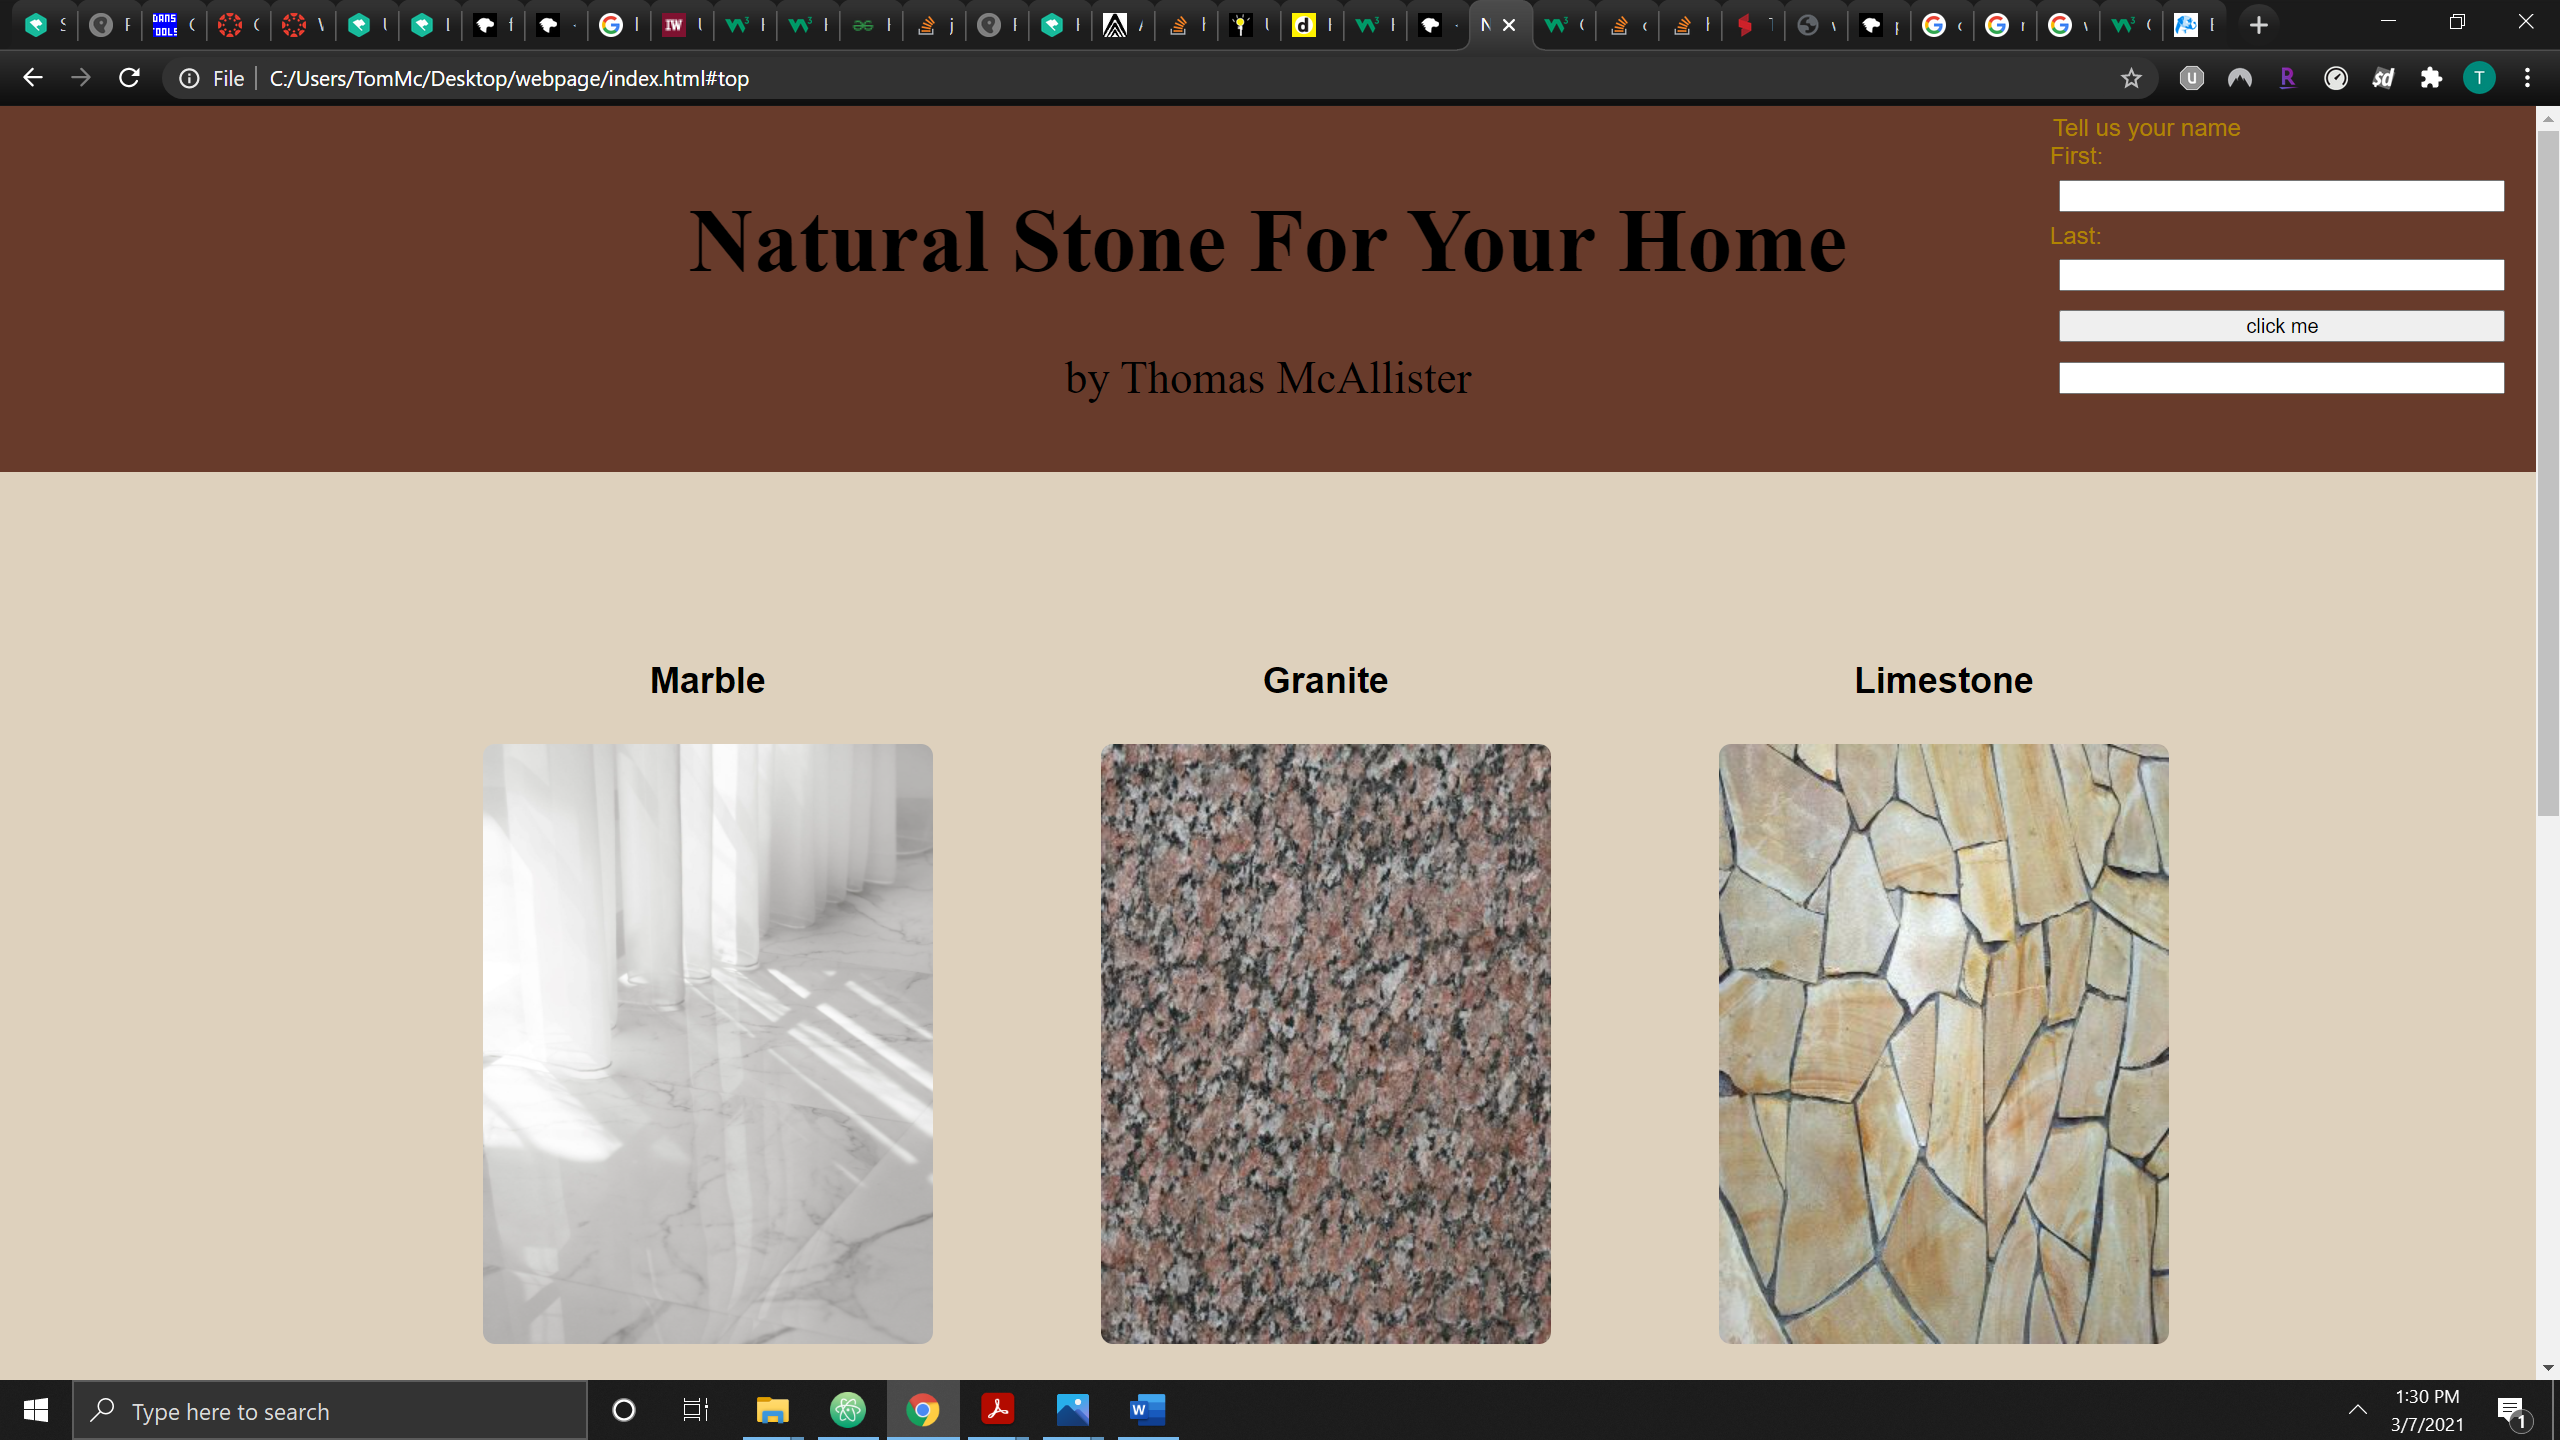 File
C:/Users/TomMc/Desktop/webpage/index.html#top
Tell us your name
First:
Last:
click me
Natural Stone For Your Home
by Thomas McAllister
Marble
Granite
Limestone
Type here to search
1:30 PM
3/7/2021
1